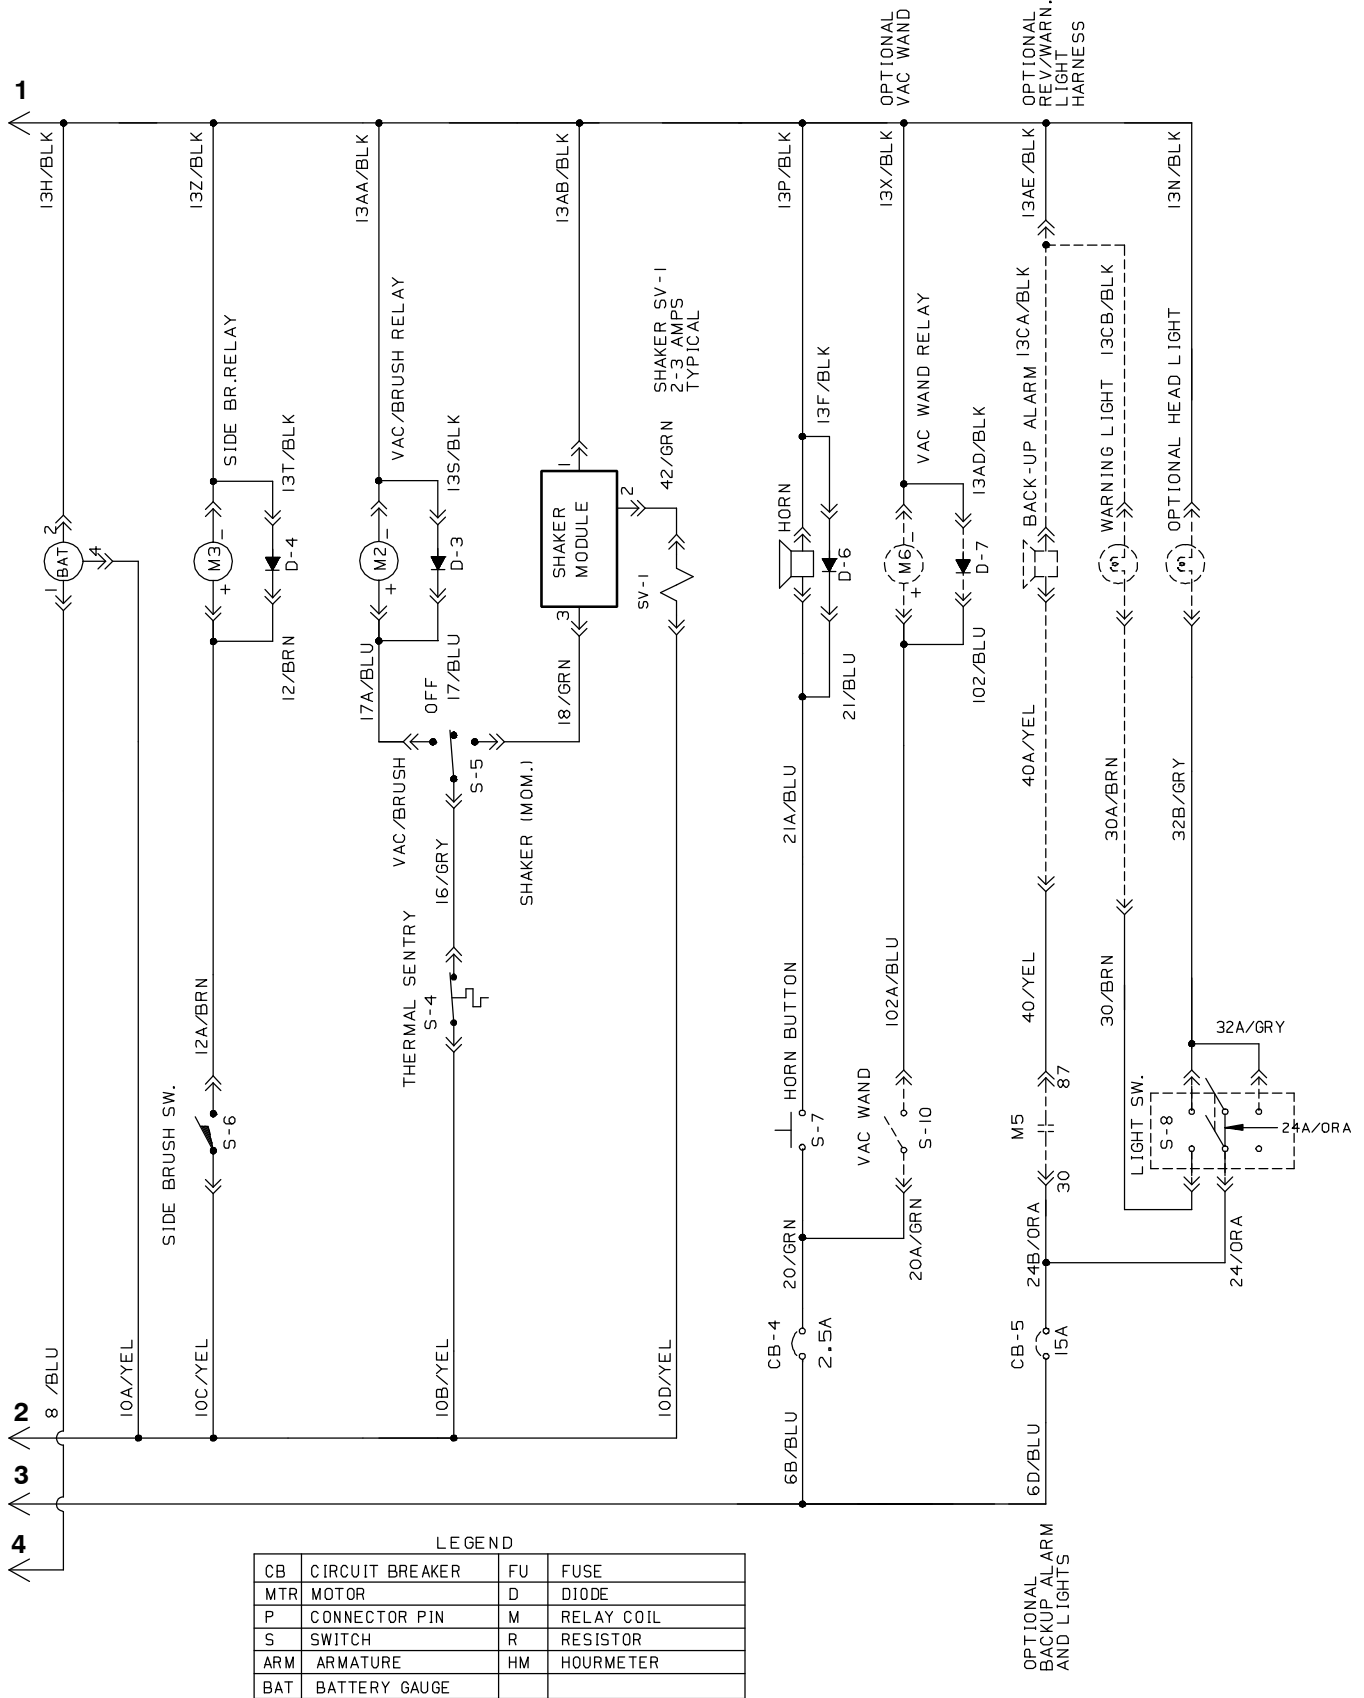 OPTIONAL
VAC WAND
OPTIONAL
REV/WARN.
LIGHT
HARNESS
1
13H/BLK
13Z/BLK
13AA/BLK
13AB/BLK
13P/BLK
13X/BLK
13AE/BLK
13N/BLK
SIDE BR.RELAY
VAC/BRUSH RELAY
SHAKER SV-1
2-3 AMPS
TYPICAL
13F/BLK
VAC WAND RELAY
13CA/BLK
13CB/BLK
13T/BLK
13S/BLK
42/GRN
13AD/BLK
BACK-UP ALARM
WARNING LIGHT
OPTIONAL HEAD LIGHT
HORN
BAT
2
4
1
M3
-
+
D-4
M2
-
+
D-3
SHAKER
MODULE
1
2
3
SV-1
D-6
M6
-
+
D-7
12/BRN
17A/BLU
OFF
17/BLU
18/GRN
21/BLU
102/BLU
40A/YEL
VAC/BRUSH
S-5
SHAKER (MOM.)
21A/BLU
30A/BRN
32B/GRY
16/GRY
THERMAL SENTRY
S-4
12A/BRN
HORN BUTTON
102A/BLU
40/YEL
30/BRN
32A/GRY
SIDE BRUSH SW.
S-6
S-7
VAC WAND
S-10
M5
87
30
LIGHT SW.
S-8
24A/ORA
20/GRN
20A/GRN
24B/ORA
24/ORA
CB-4
2.5A
CB-5
15A
8 /BLU
10A/YEL
10C/YEL
10B/YEL
10D/YEL
2
6B/BLU
6D/BLU
3
4
OPTIONAL
BACKUP ALARM
AND LIGHTS
LEGEND
CB CIRCUIT BREAKER FU FUSE
MTR MOTOR D DIODE
P CONNECTOR PIN M RELAY COIL
S SWITCH R RESISTOR
ARM ARMATURE HM HOURMETER
BAT BATTERY GAUGE